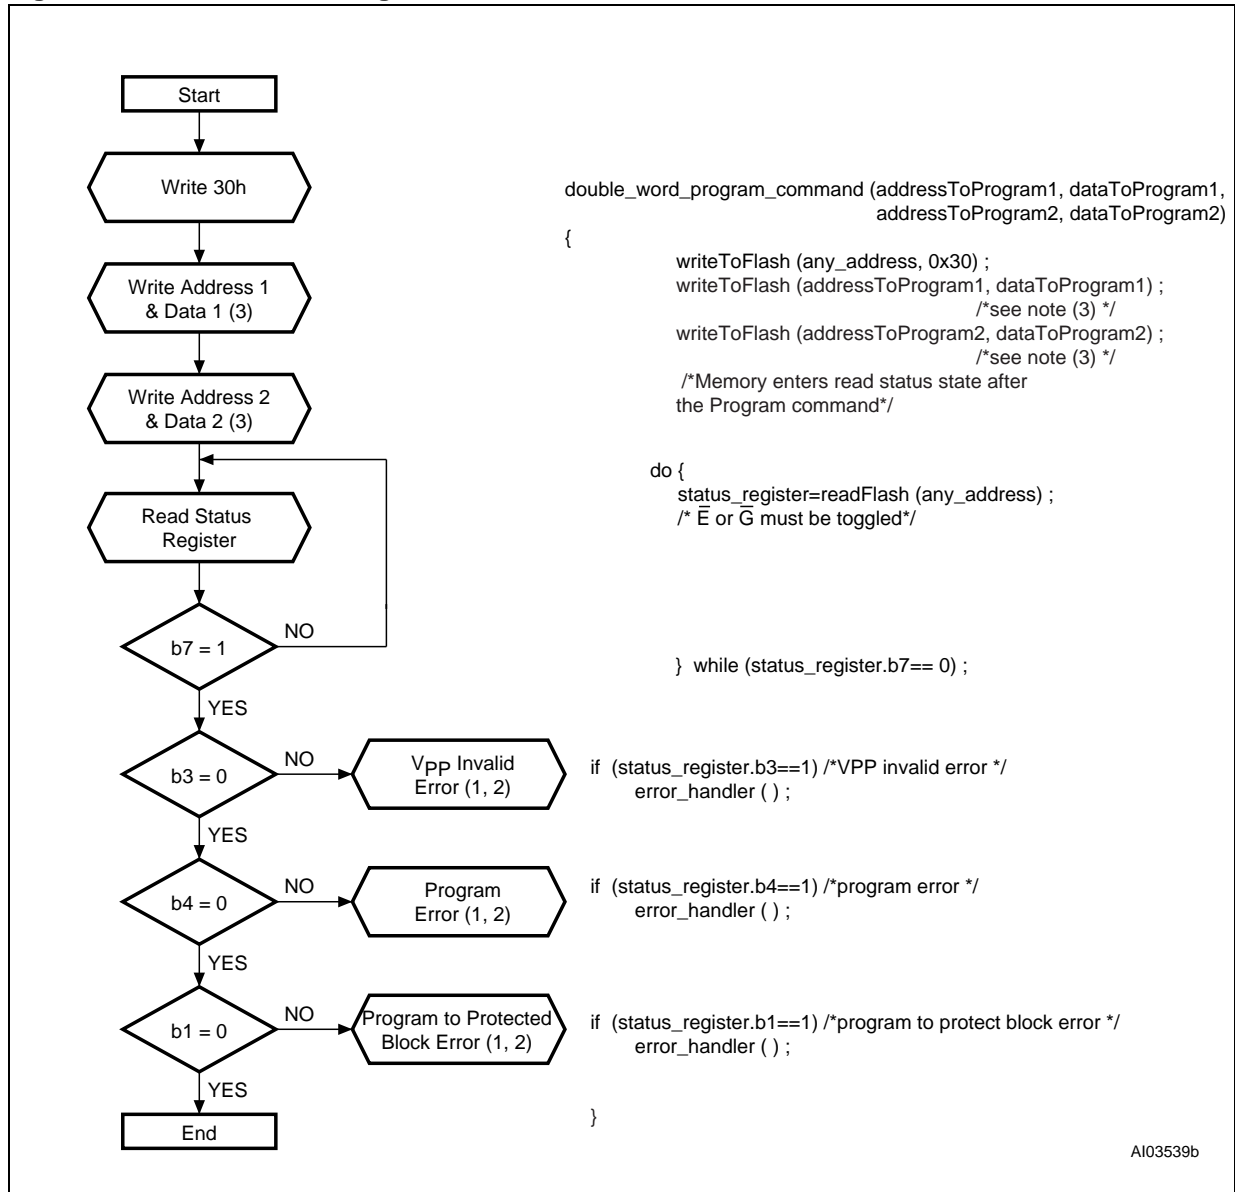 Start
Write 30h
Write Address 1
& Data 1 (3)
Write Address 2
& Data 2 (3)
Read Status
Register
b7 = 1
NO
YES
b3 = 0
NO
VPP Invalid
Error (1, 2)
YES
b4 = 0
NO
Program
Error (1, 2)
YES
b1 = 0
NO
Program to Protected
Block Error (1, 2)
YES
End
double_word_program_command (addressToProgram1, dataToProgram1,
addressToProgram2, dataToProgram2)
{
writeToFlash (any_address, 0x30) ;
writeToFlash (addressToProgram1, dataToProgram1) ;
/*see note (3) */
writeToFlash (addressToProgram2, dataToProgram2) ;
/*see note (3) */
/*Memory enters read status state after
the Program command*/
do {
status_register=readFlash (any_address) ;
/* E̅ or G̅ must be toggled*/
} while (status_register.b7== 0) ;
if (status_register.b3==1) /*VPP invalid error */
error_handler ( ) ;
if (status_register.b4==1) /*program error */
error_handler ( ) ;
if (status_register.b1==1) /*program to protect block error */
error_handler ( ) ;
}
AI03539b